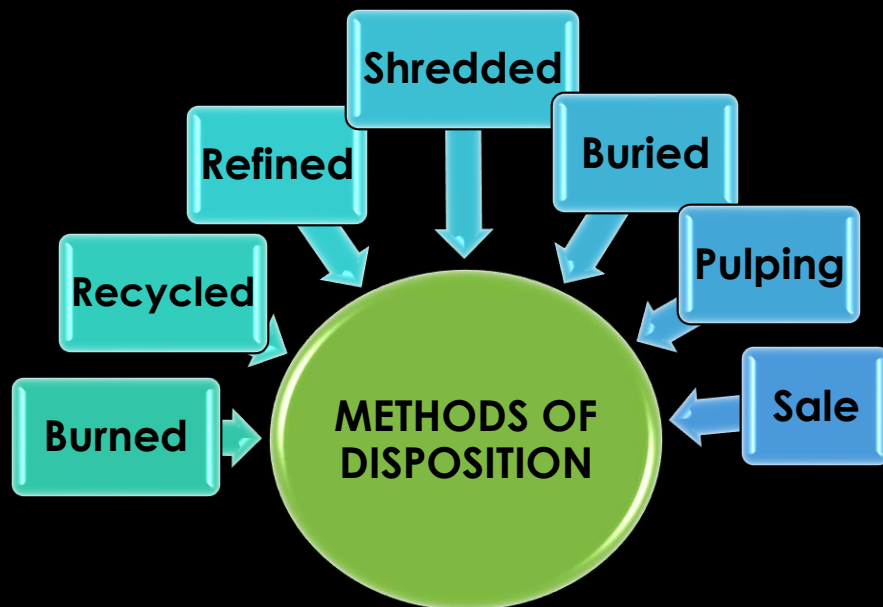 Shredded
Refined
Buried
Recycled
Pulping
Burned
Sale
METHODS OF
DISPOSITION